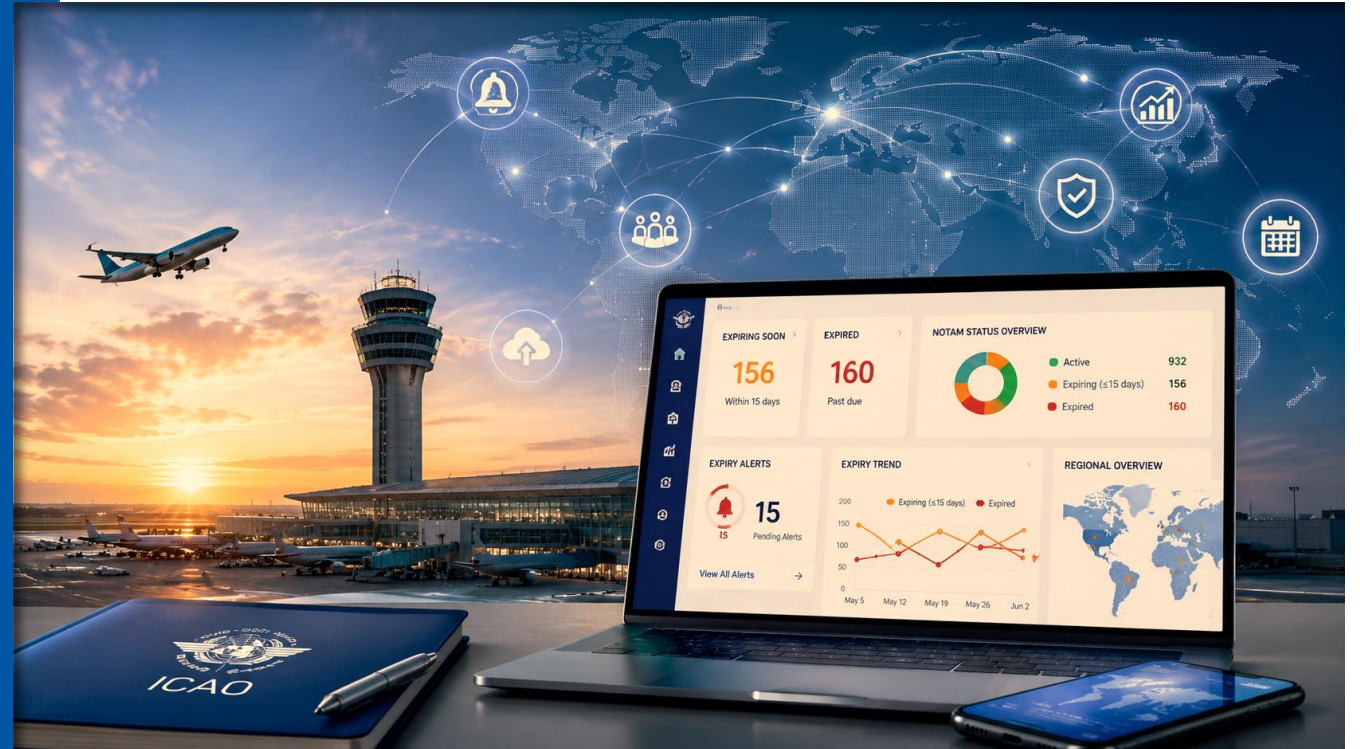 EXPIRING SOON
156
Within 15 days
EXPIRED
160
Past due
NOTAM STATUS OVERVIEW
Active 932
Expiring (≤15 days) 156
Expired 160
EXPIRY ALERTS
15
15
Pending Alerts
View All Alerts
EXPIRY TREND
Expiring (≤15 days) Expired
200
150
100
50
0
May 5 May 12 May 19 May 26 Jun 2
REGIONAL OVERVIEW
ICAO